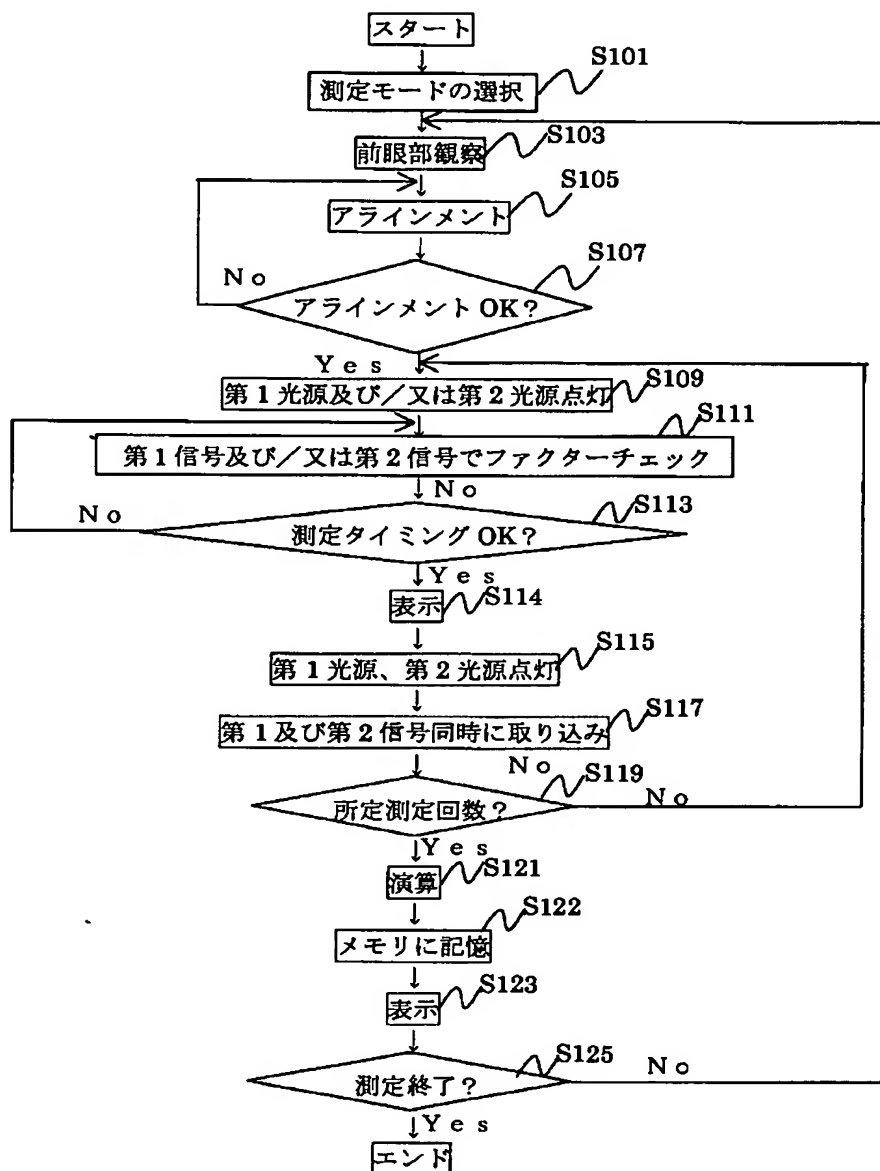 スタート
S101
測定モードの選択
S103
前眼部観察
S105
アラインメント
S107
No
アラインメントOK?
Yes
S109
第1光源及び/又は第2光源点灯
S111
第1信号及び/又は第2信号でファクターチェック
No
No
S113
測定タイミングOK?
Yes
S114
表示
S115
第1光源、第2光源点灯
S117
第1及び第2信号同時に取り込み
No
S119
No
所定測定回数?
Yes
S121
演算
S122
メモリに記憶
S123
表示
S125
No
測定終了?
Yes
エンド